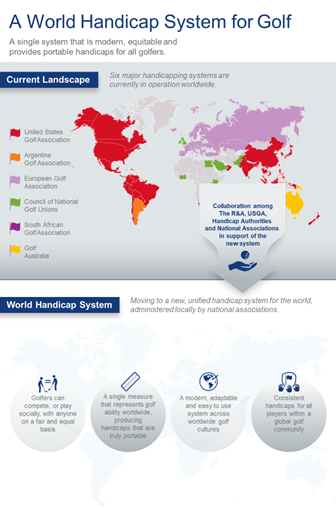 A World Handicap System for Golf
A single system that is modern, equitable and
provides portable handicaps for all golfers.
Current Landscape
Six major handicapping systems are
currently in operation worldwide.
United States
Golf Association
Argentine
Golf Association
European Golf
Association
Council of National
Golf Unions
South African
Golf Association
Golf
Australia
Collaboration among
The R&A, USGA,
Handicap Authorities
and National Associations
in support of the
new system
World Handicap System
Moving to a new, unified handicap system for the world,
administered locally by national associations.
Golfers can
compete, or play
socially, with anyone
on a fair and equal
basis
A single measure
that represents golf
ability worldwide,
producing
handicaps that are
truly portable
A modern, adaptable
and easy to use
system across
worldwide golf
cultures
Consistent
handicaps for all
players within a
global golf
community